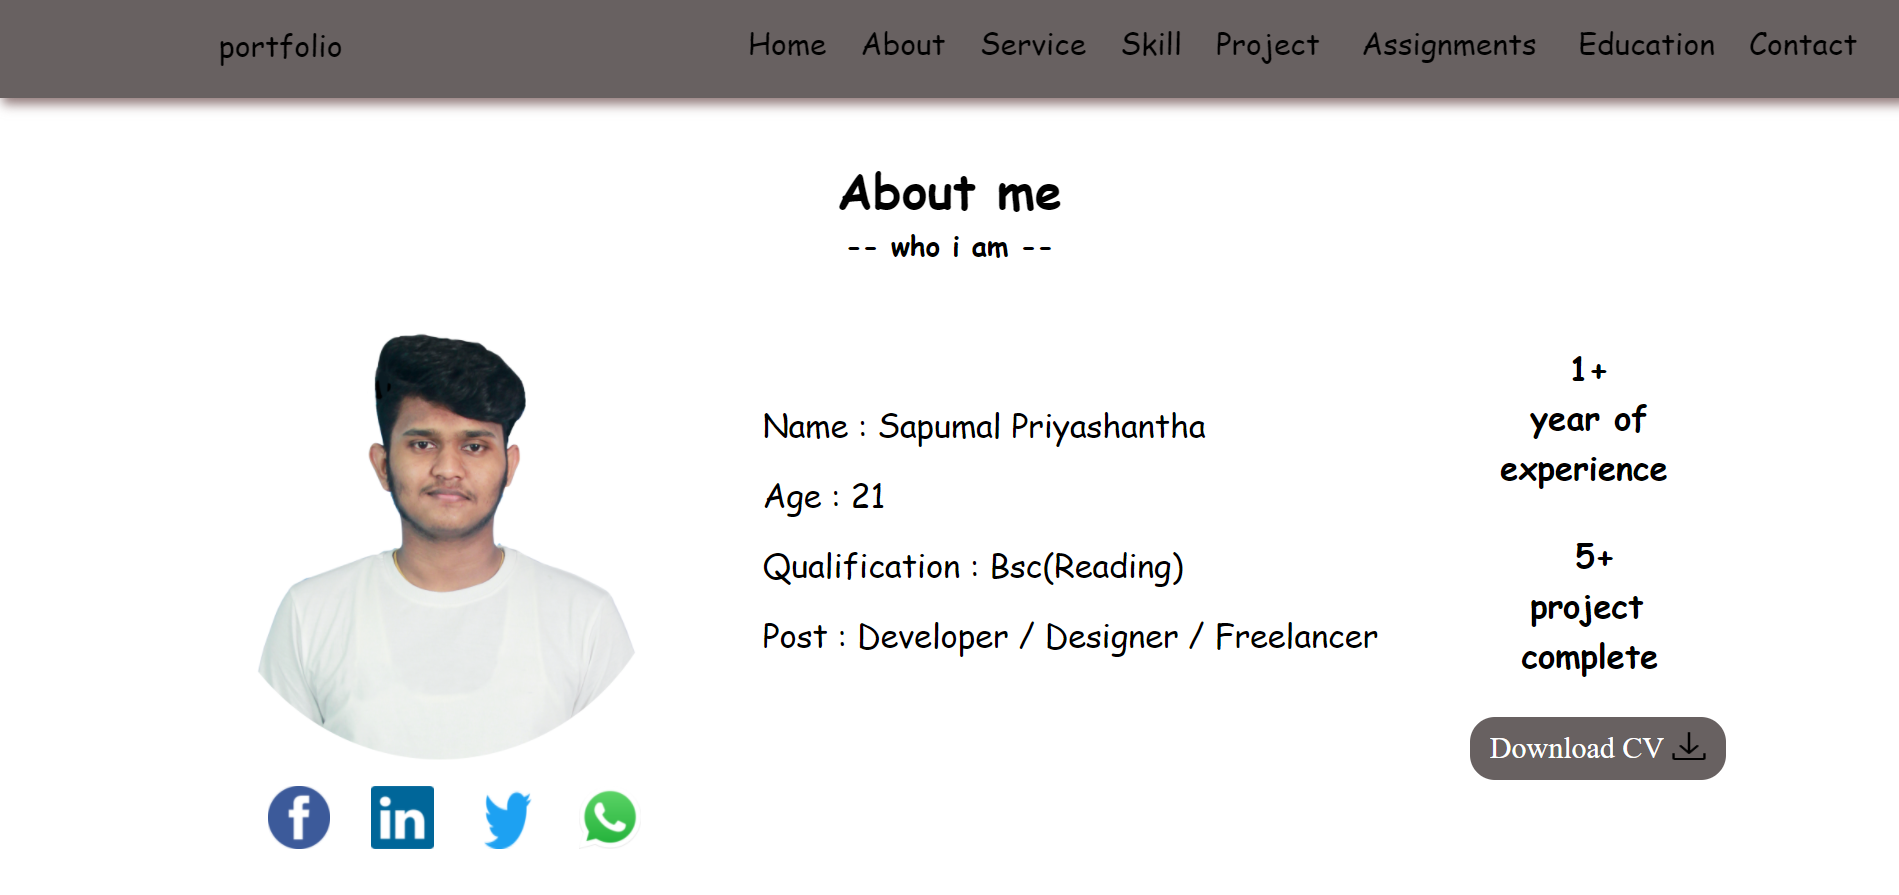 portfolio
Home About Service Skill Project Assignments Education Contact
About me
-- who i am --
Name : Sapumal Priyashantha
Age : 21
Qualification : Bsc(Reading)
Post : Developer / Designer / Freelancer
1+
year of
experience
5+
project
complete
Download CV
f
in